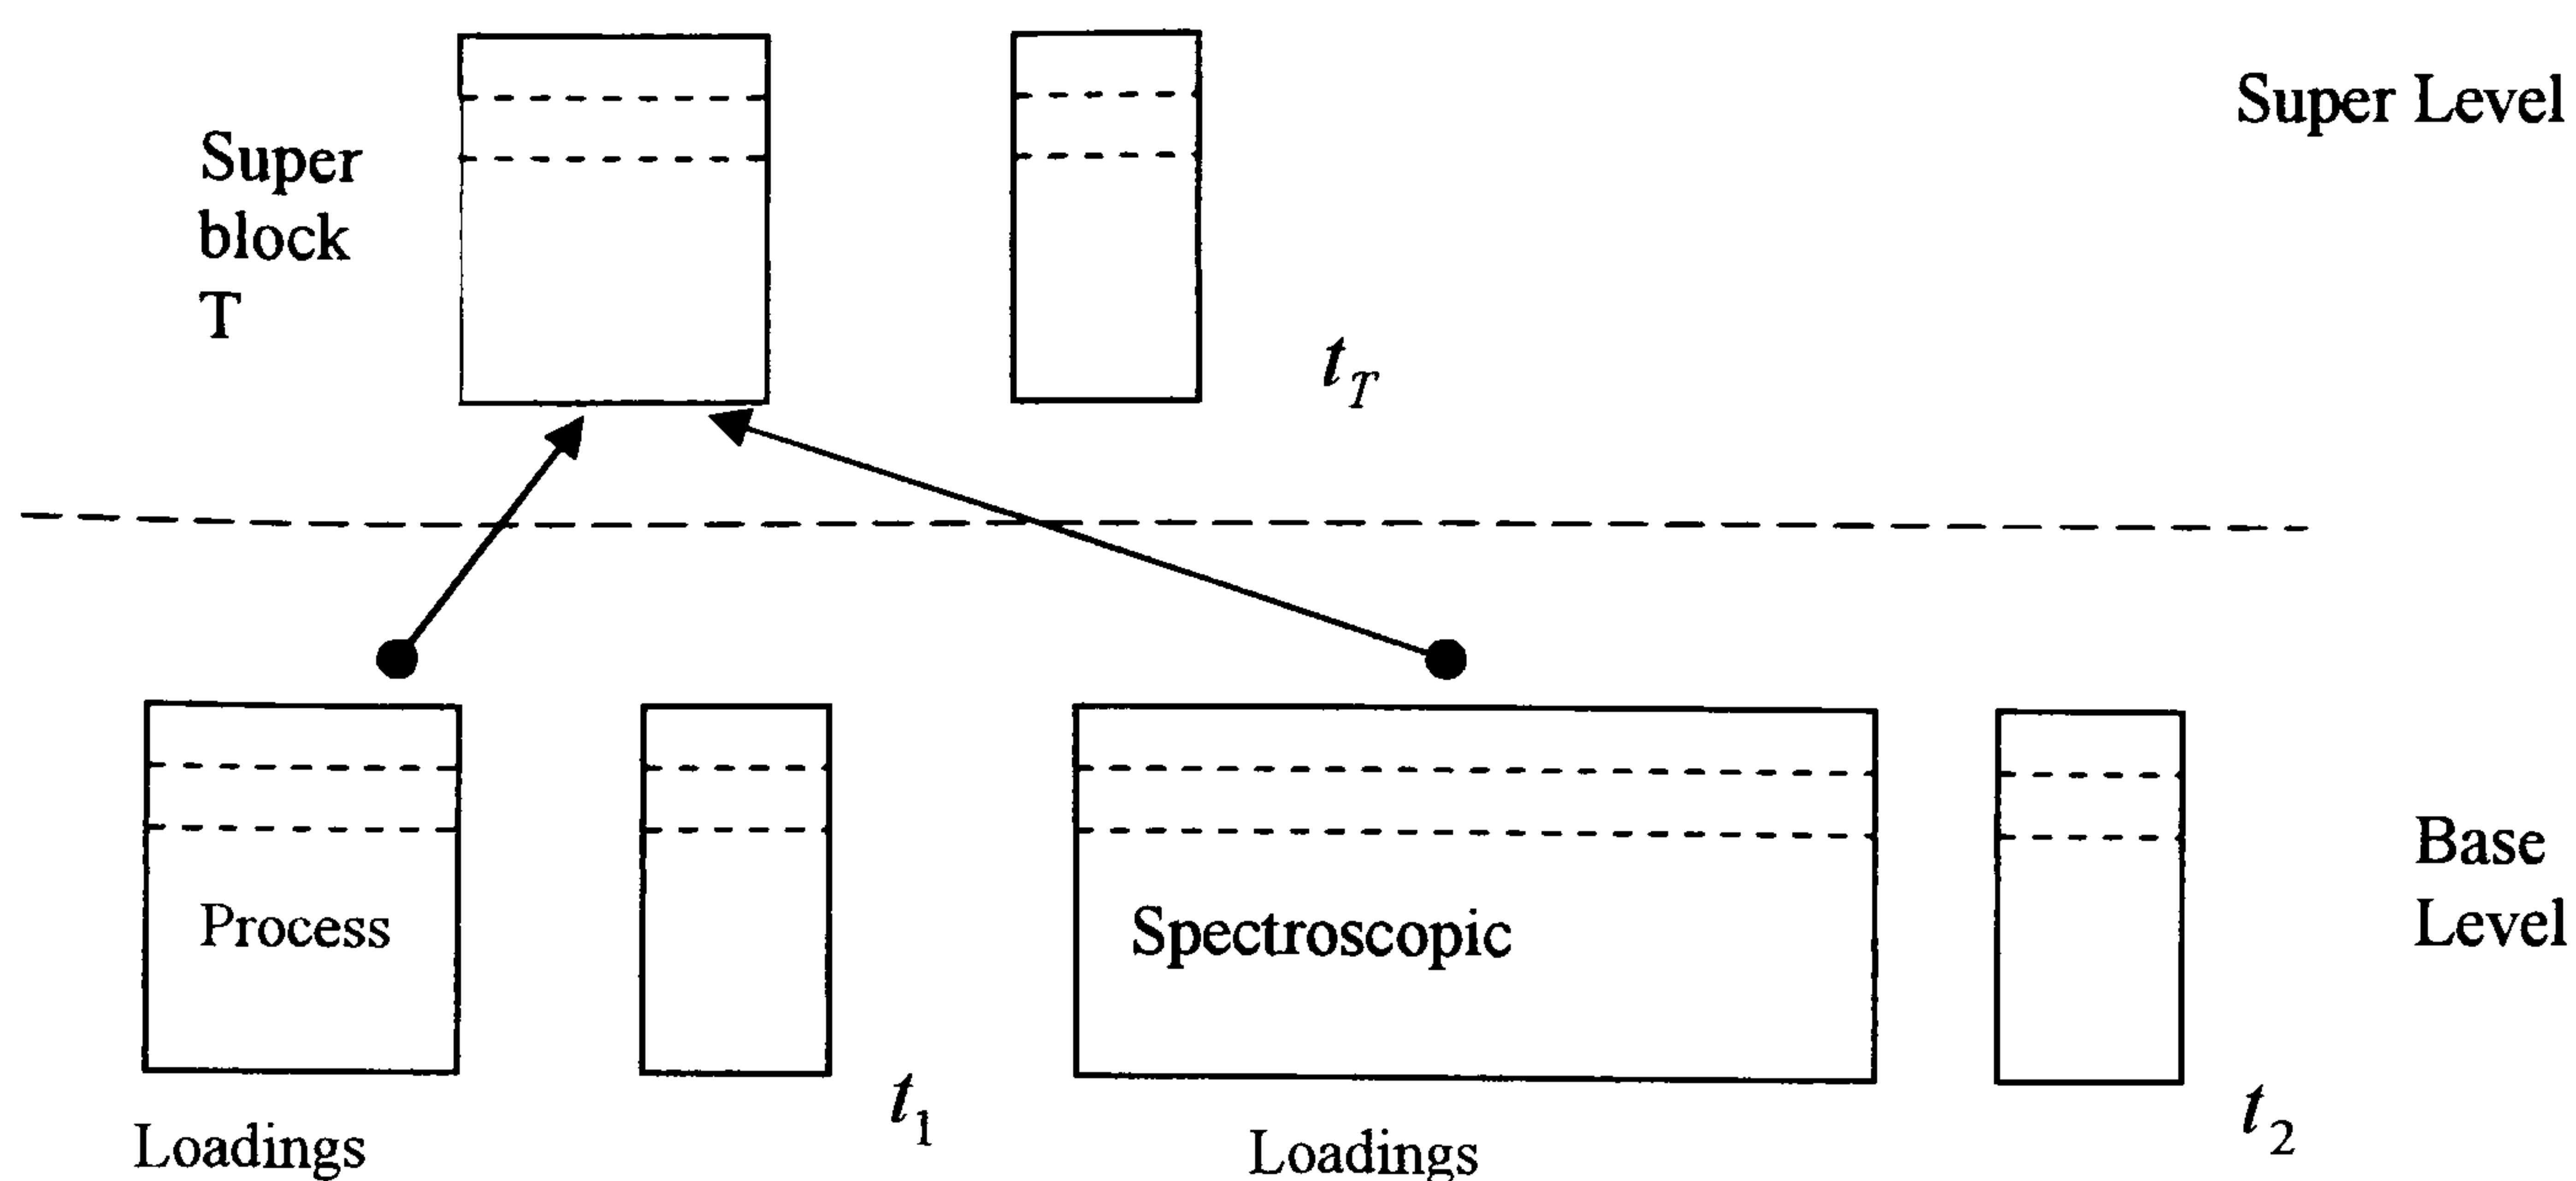 Super Level
Super
block
T
t_T
Process
Spectroscopic
Base
Level
t_1
t_2
Loadings
Loadings